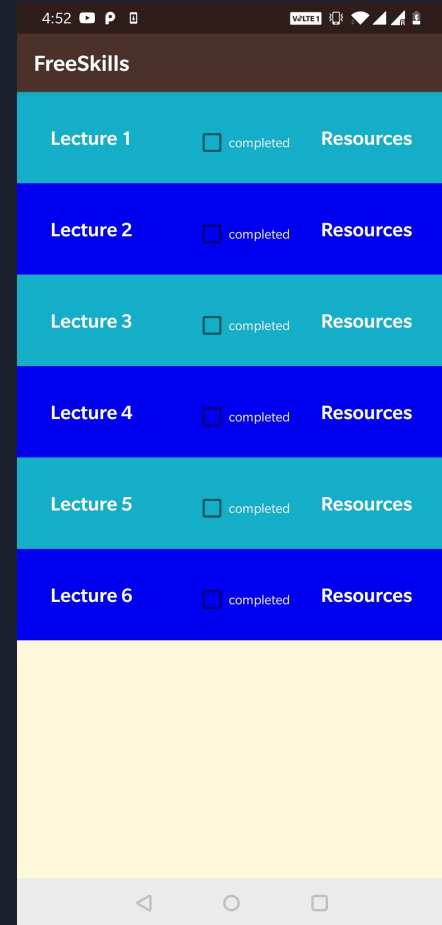 4:52 VoLTE 1 R
FreeSkills
Lecture 1 completed Resources
Lecture 2 completed Resources
Lecture 3 completed Resources
Lecture 4 completed Resources
Lecture 5 completed Resources
Lecture 6 completed Resources